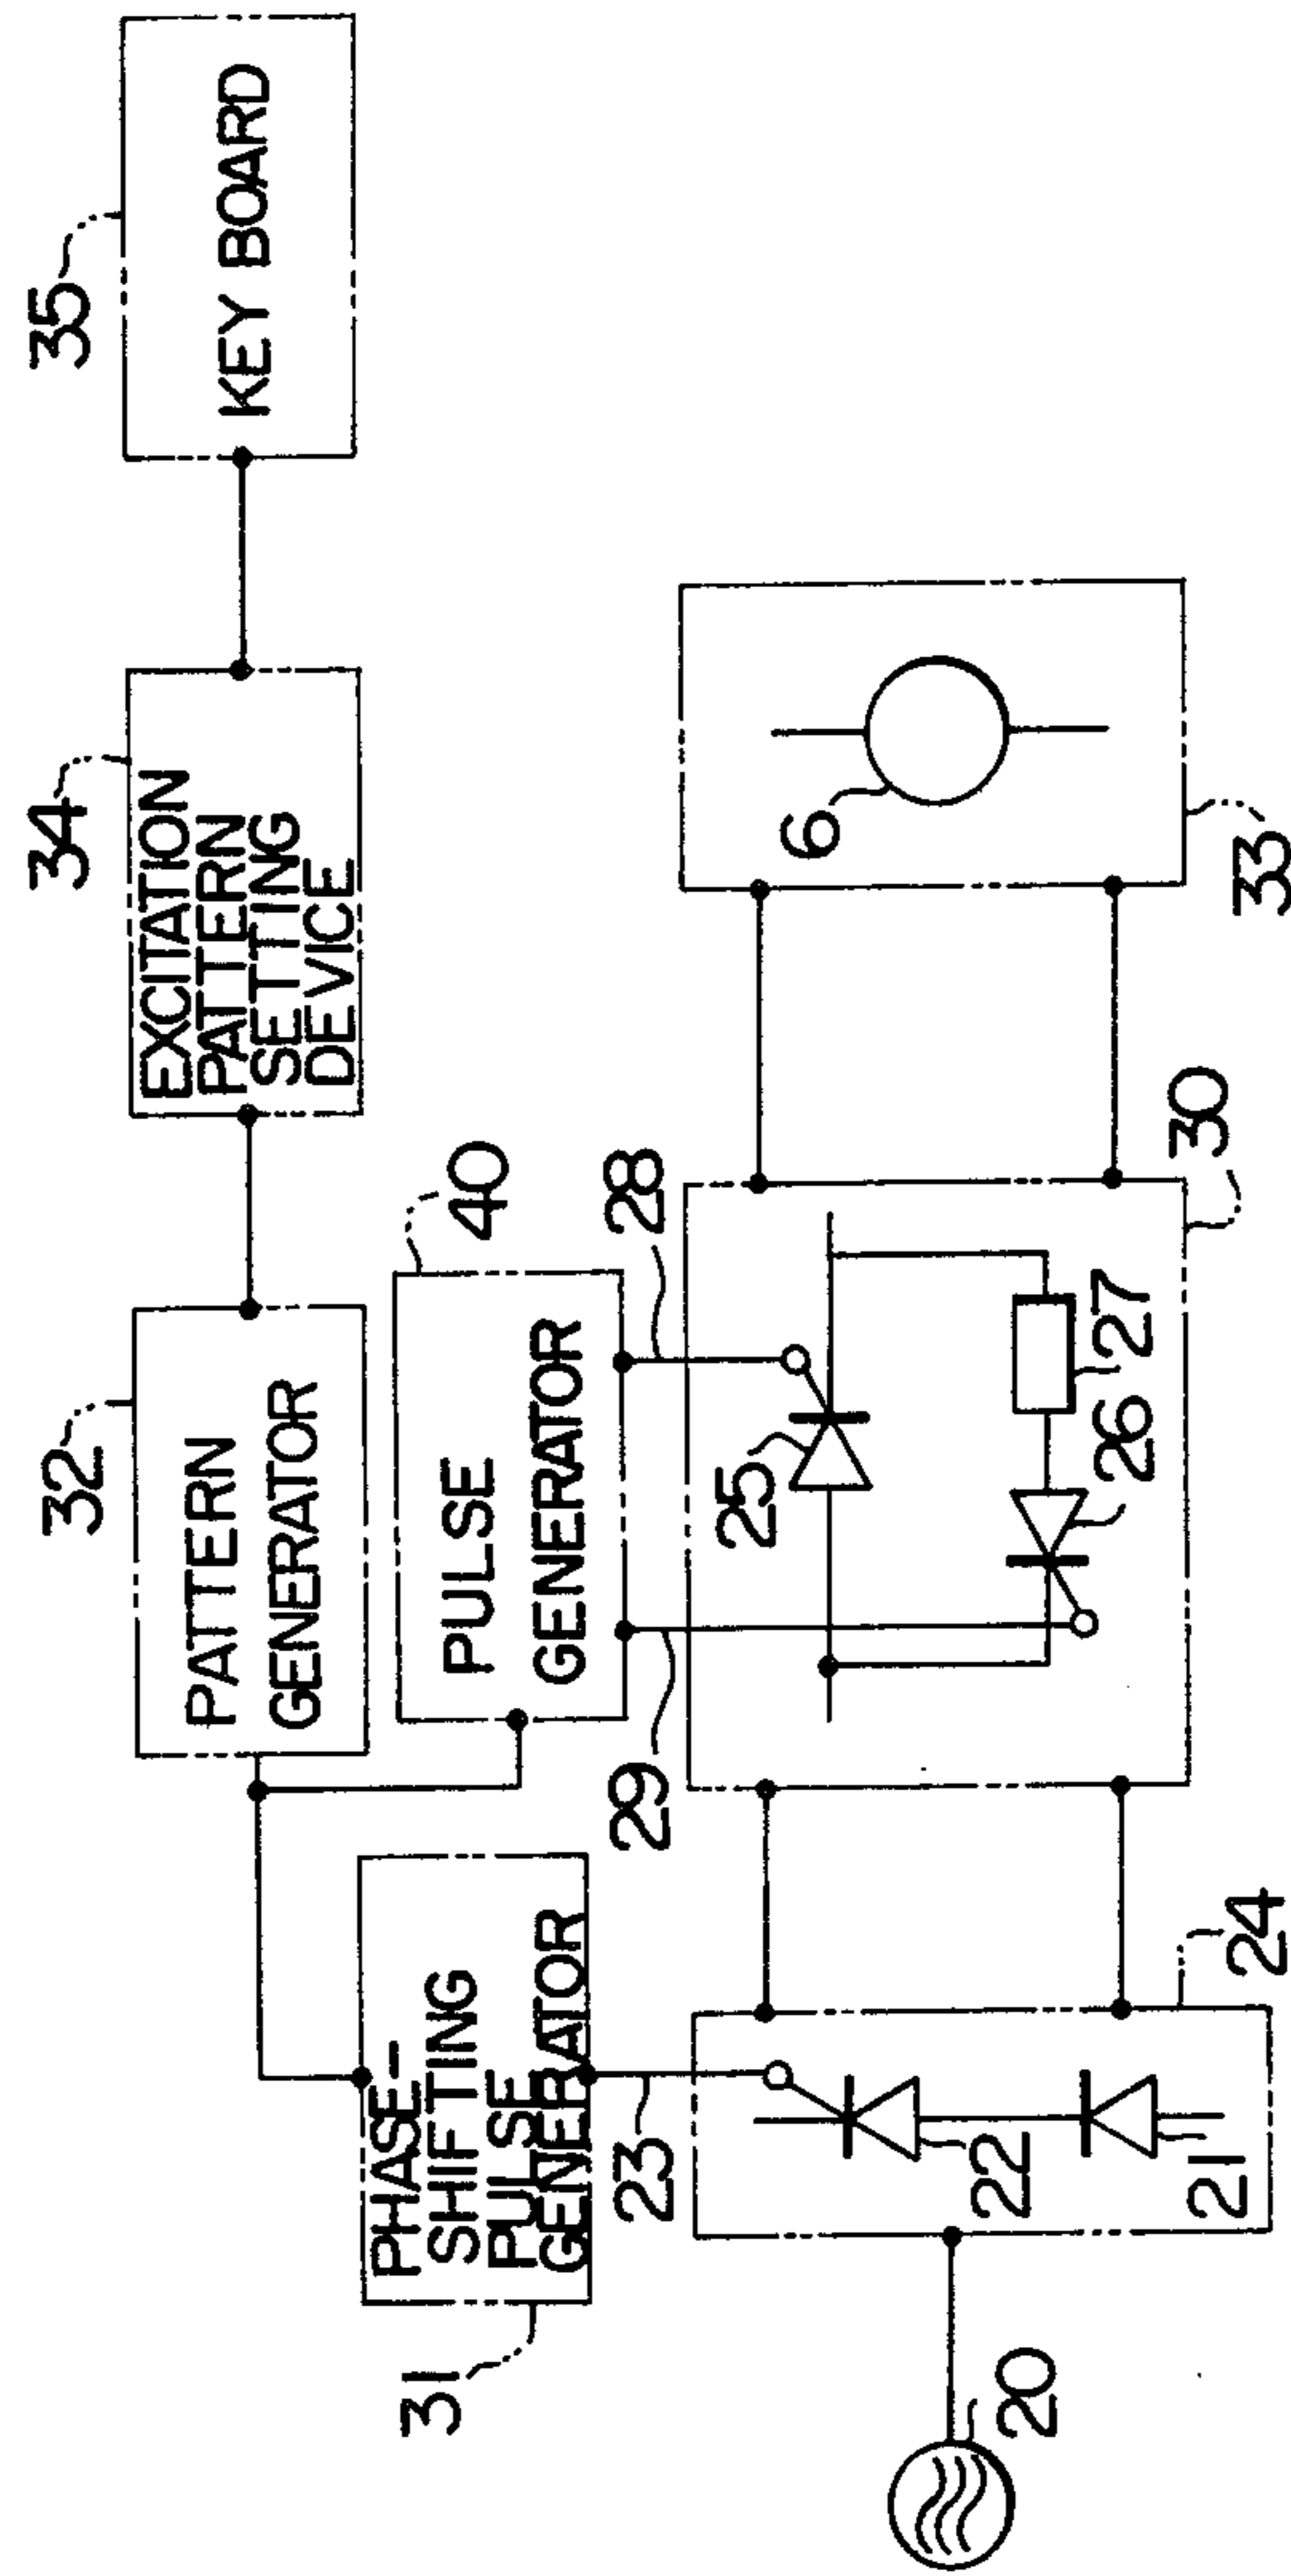 35
KEY BOARD
34
EXCITATION
PATTERN
SETTING
DEVICE
32
PATTERN
GENERATOR
40
PULSE
GENERATOR
31
PHASE-
SHIFTING
PULSE
GENERATOR
23
29
28
20
22
21
24
25
26
27
30
6
33